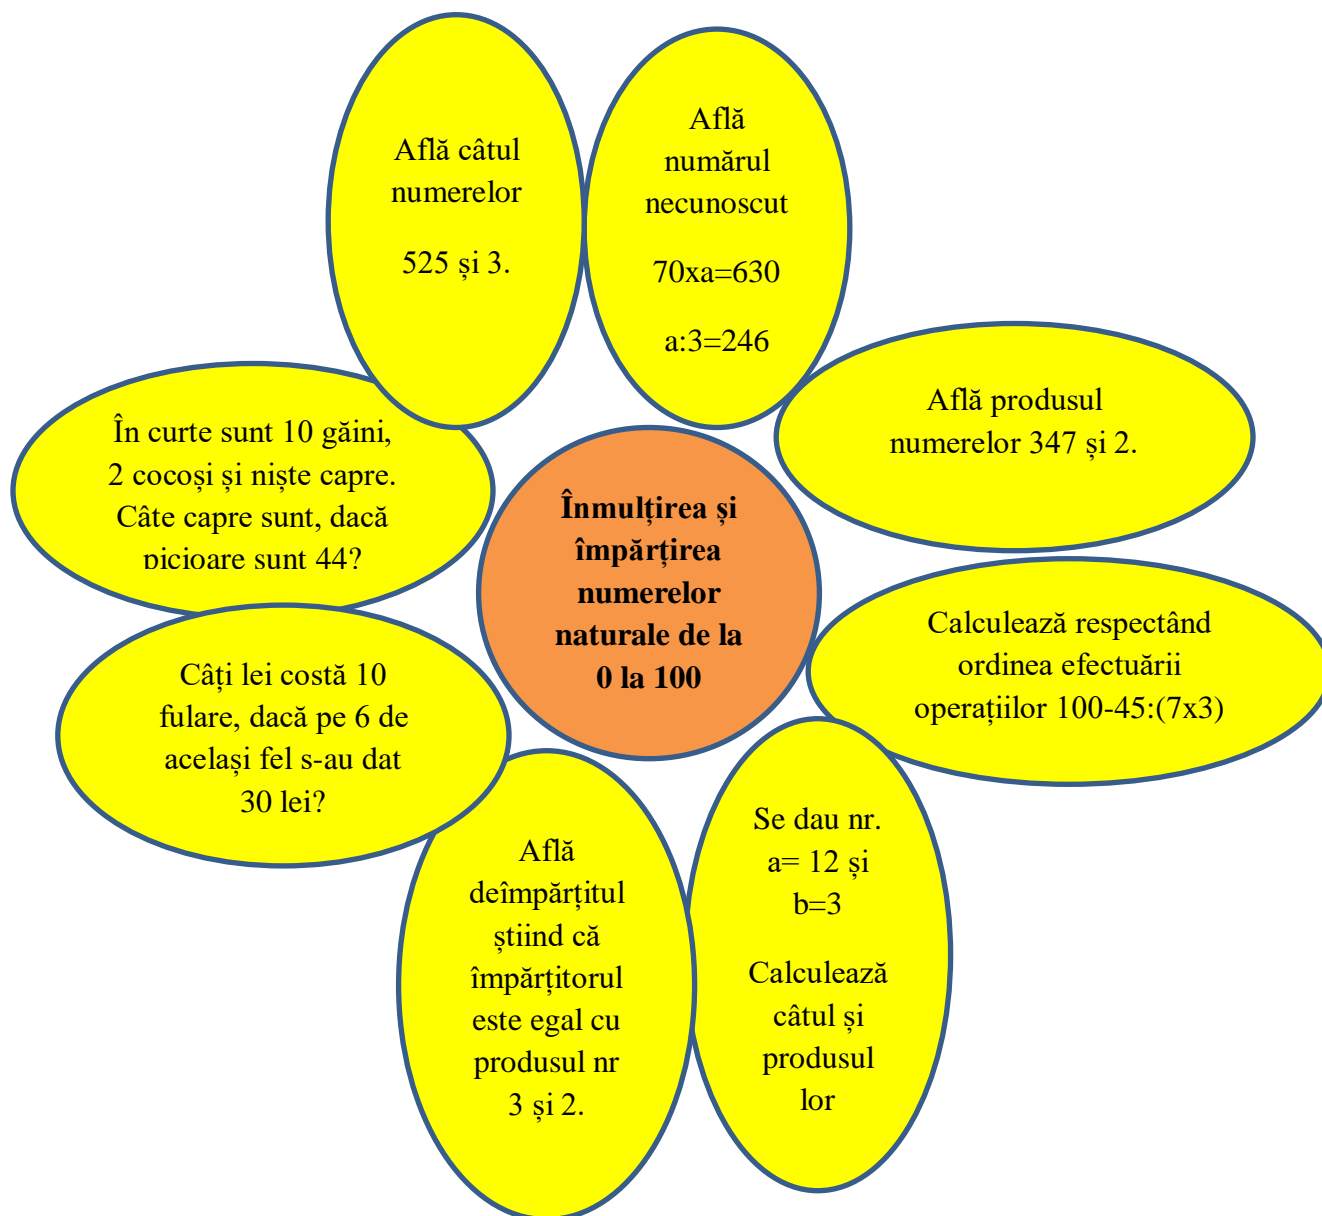 Află câtul
numerelor
525 și 3.
Află
numărul
necunoscut
70xa=630
a:3=246
Află produsul
numerelor 347 și 2.
În curte sunt 10 găini,
2 cocoși și niște capre.
Câte capre sunt, dacă
picioare sunt 44?
Înmulțirea și
împărțirea
numerelor
naturale de la
0 la 100
Calculează respectând
ordinea efectuării
operațiilor 100-45:(7x3)
Câți lei costă 10
fulare, dacă pe 6 de
același fel s-au dat
30 lei?
Află
deîmpărțitul
știind că
împărțitorul
este egal cu
produsul nr
3 și 2.
Se dau nr.
a= 12 și
b=3
Calculează
câtul și
produsul
lor